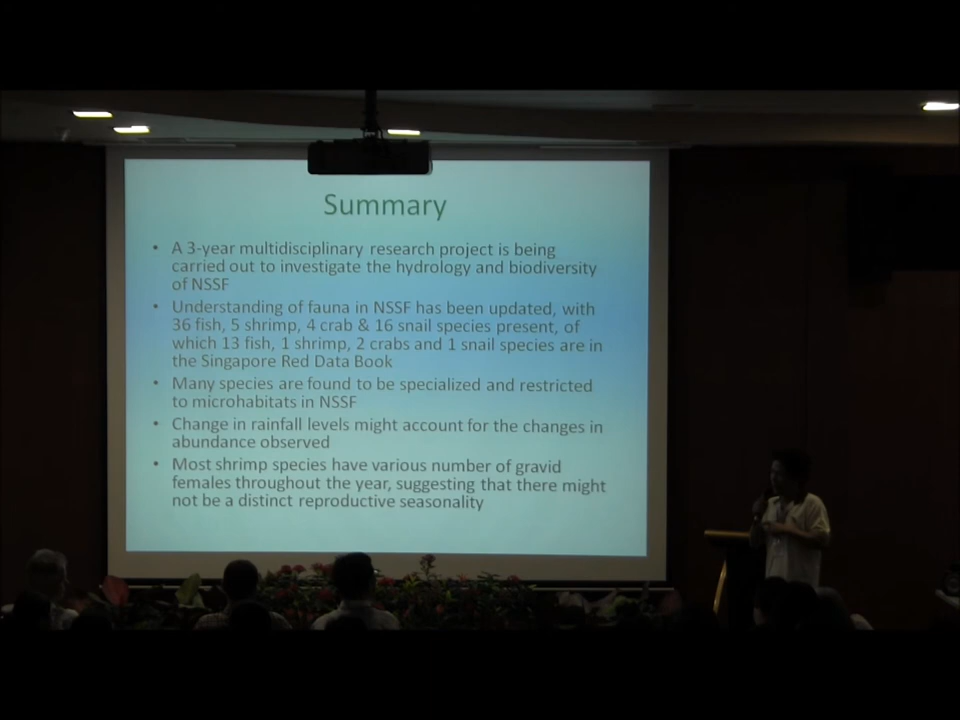 Summary
• A 3-year multidisciplinary research project is being
carried out to investigate the hydrology and biodiversity
of NSSF
• Understanding of fauna in NSSF has been updated, with
36 fish, 5 shrimp, 4 crab & 16 snail species present, of
which 13 fish, 1 shrimp, 2 crabs and 1 snail species are in
the Singapore Red Data Book
• Many species are found to be specialized and restricted
to microhabitats in NSSF
• Change in rainfall levels might account for the changes in
abundance observed
• Most shrimp species have various number of gravid
females throughout the year, suggesting that there might
not be a distinct reproductive seasonality